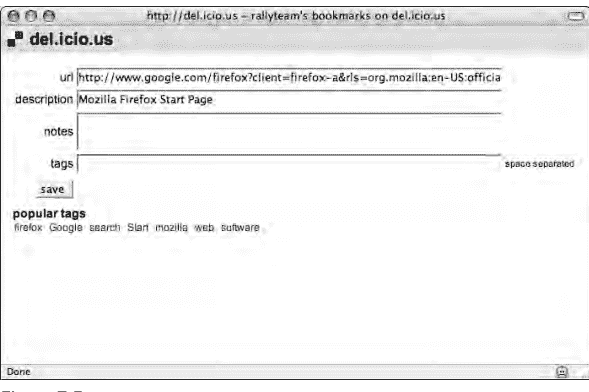 http://del.icio.us – rallyteam's bookmarks on del.icio.us
del.icio.us
url http://www.google.com/firefox?client=firefox-a&rls=org.mozilla:en-US:officia
description Mozilla Firefox Start Page
notes
tags space separated
save
popular tags
firefox Google search Start mozilla web software
Done